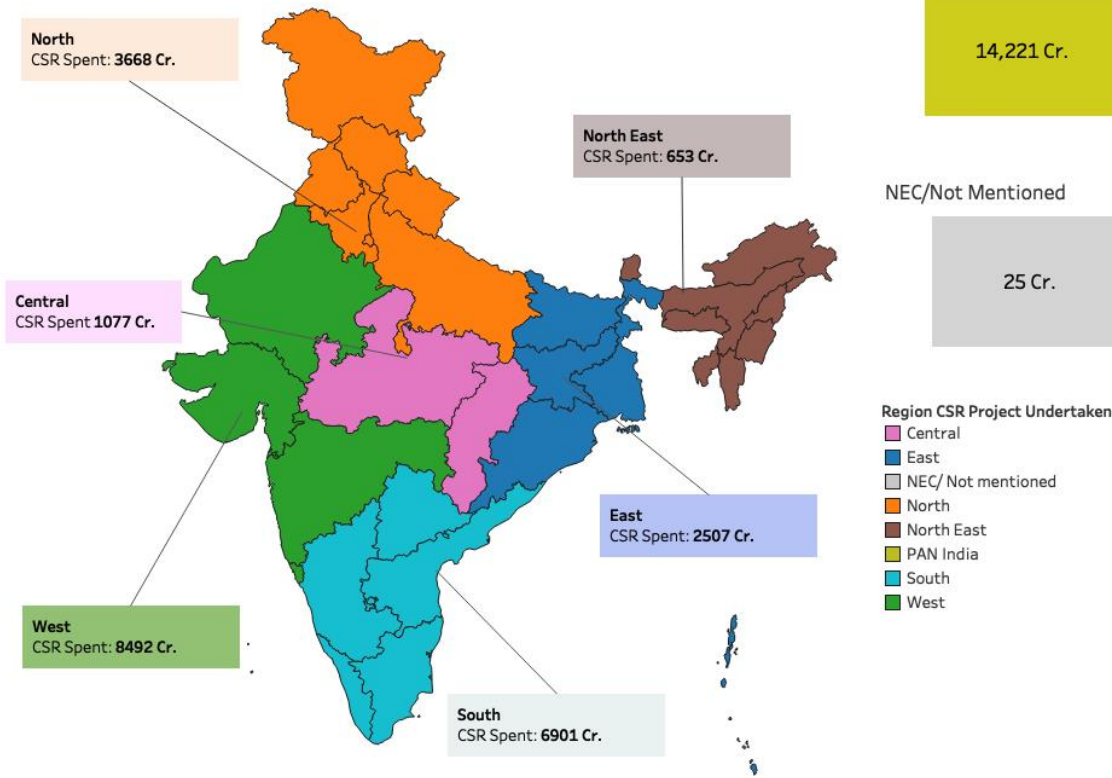 North
CSR Spent: 3668 Cr.
14,221 Cr.
North East
CSR Spent: 653 Cr.
NEC/Not Mentioned
25 Cr.
Central
CSR Spent 1077 Cr.
Region CSR Project Undertaken
Central
East
NEC/ Not mentioned
North
North East
PAN India
South
West
East
CSR Spent: 2507 Cr.
West
CSR Spent: 8492 Cr.
South
CSR Spent: 6901 Cr.